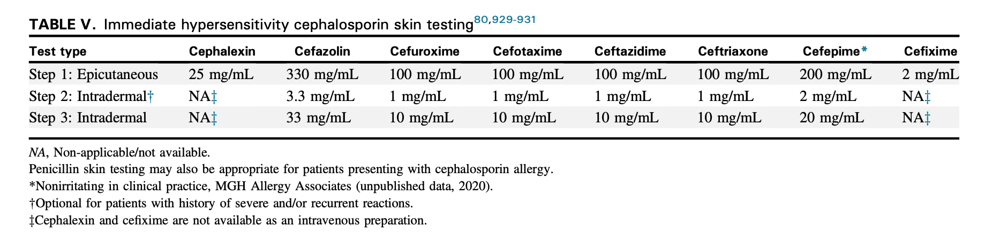 TABLE V. Immediate hypersensitivity cephalosporin skin testing80,929-931
Test type Cephalexin Cefazolin Cefuroxime Cefotaxime Ceftazidime Ceftriaxone Cefepime* Cefixime
Step 1: Epicutaneous 25 mg/mL 330 mg/mL 100 mg/mL 100 mg/mL 100 mg/mL 100 mg/mL 200 mg/mL 2 mg/mL
Step 2: Intradermal† NA‡ 3.3 mg/mL 1 mg/mL 1 mg/mL 1 mg/mL 1 mg/mL 2 mg/mL NA‡
Step 3: Intradermal NA‡ 33 mg/mL 10 mg/mL 10 mg/mL 10 mg/mL 10 mg/mL 20 mg/mL NA‡
NA, Non-applicable/not available.
Penicillin skin testing may also be appropriate for patients presenting with cephalosporin allergy.
*Nonirritating in clinical practice, MGH Allergy Associates (unpublished data, 2020).
†Optional for patients with history of severe and/or recurrent reactions.
‡Cephalexin and cefixime are not available as an intravenous preparation.